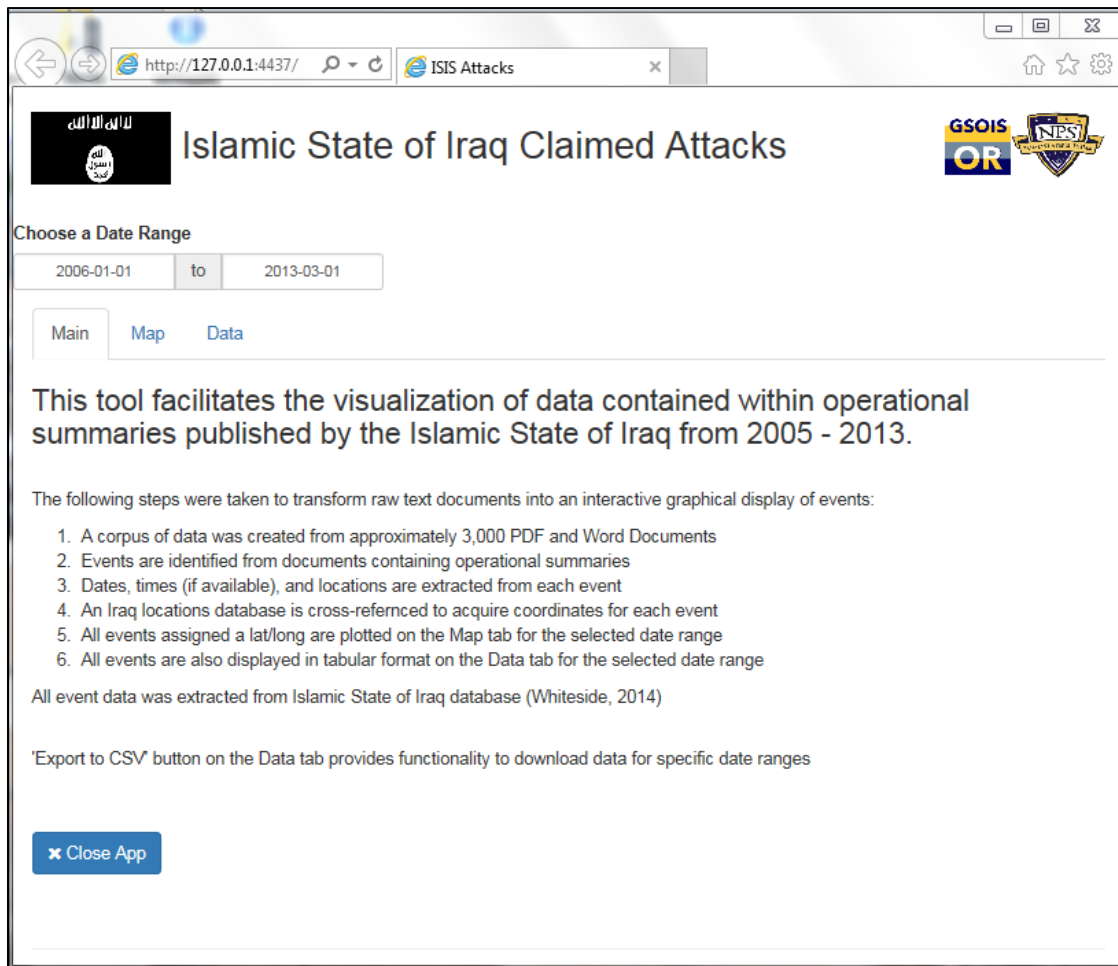 http://127.0.0.1:4437/
ISIS Attacks
لا إله إلا الله
الله
رسول
محمد
Islamic State of Iraq Claimed Attacks
GSOIS
OR
NPS
Choose a Date Range
2006-01-01 to 2013-03-01
Main Map Data
This tool facilitates the visualization of data contained within operational
summaries published by the Islamic State of Iraq from 2005 - 2013.
The following steps were taken to transform raw text documents into an interactive graphical display of events:
1. A corpus of data was created from approximately 3,000 PDF and Word Documents
2. Events are identified from documents containing operational summaries
3. Dates, times (if available), and locations are extracted from each event
4. An Iraq locations database is cross-refernced to acquire coordinates for each event
5. All events assigned a lat/long are plotted on the Map tab for the selected date range
6. All events are also displayed in tabular format on the Data tab for the selected date range
All event data was extracted from Islamic State of Iraq database (Whiteside, 2014)
'Export to CSV' button on the Data tab provides functionality to download data for specific date ranges
Close App